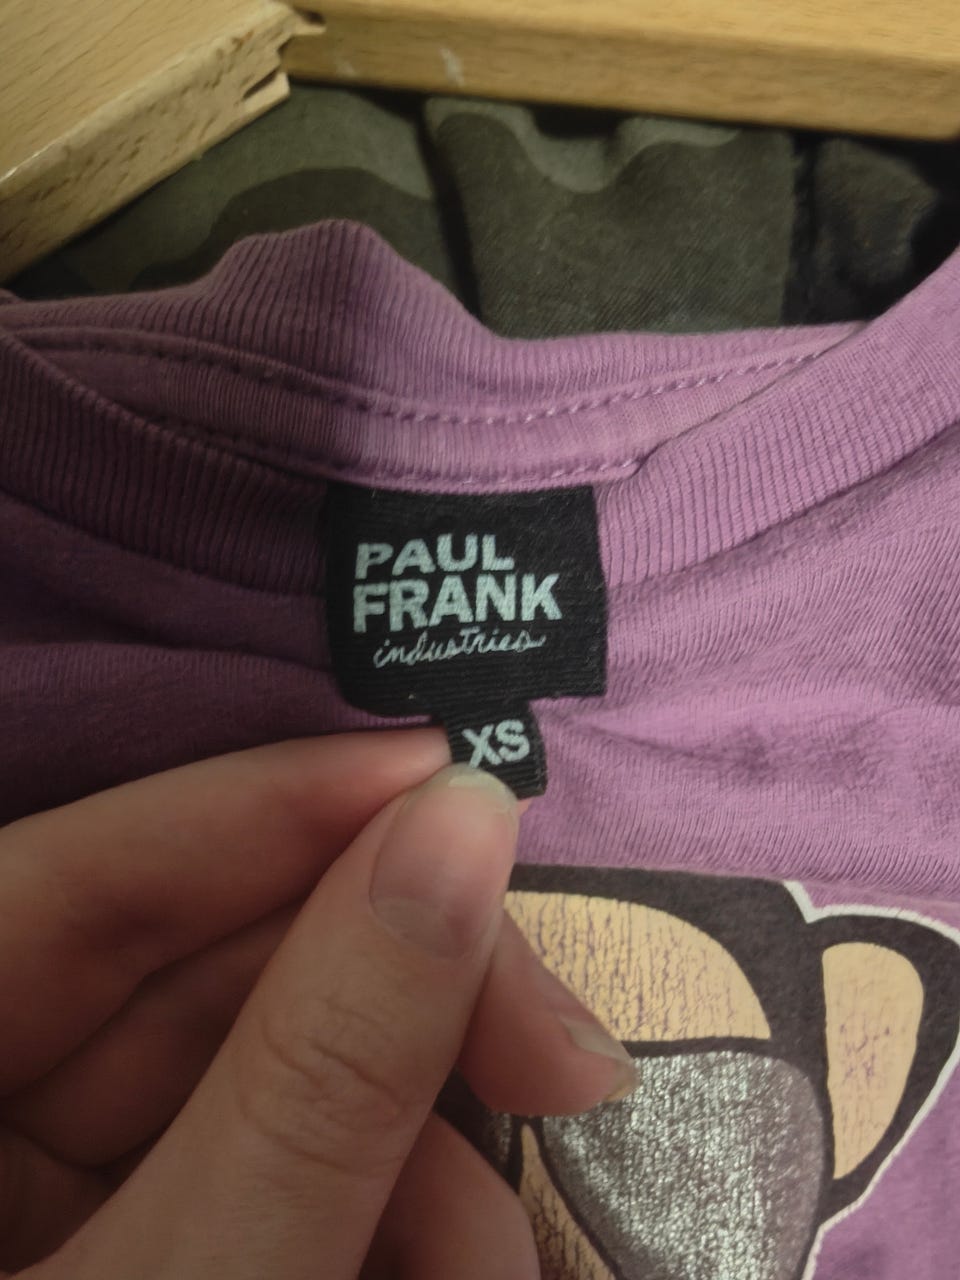 PAUL
FRANK
industries
XS